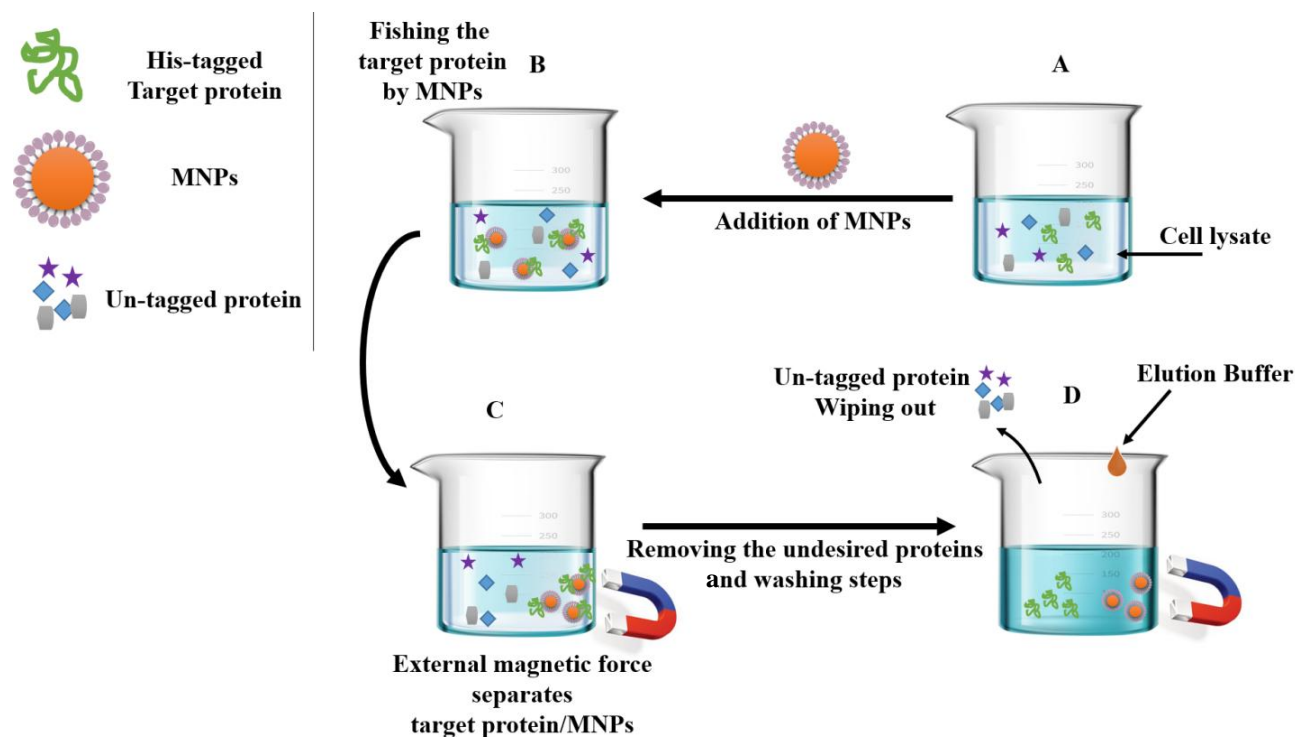 His-tagged
Target protein
MNPs
Un-tagged protein
Fishing the
target protein
by MNPs
B
300
250
Addition of MNPs
A
300
250
Cell lysate
C
300
250
External magnetic force
separates
target protein/MNPs
Removing the undesired proteins
and washing steps
Un-tagged protein
Wiping out
D
Elution Buffer
300
250
200
150